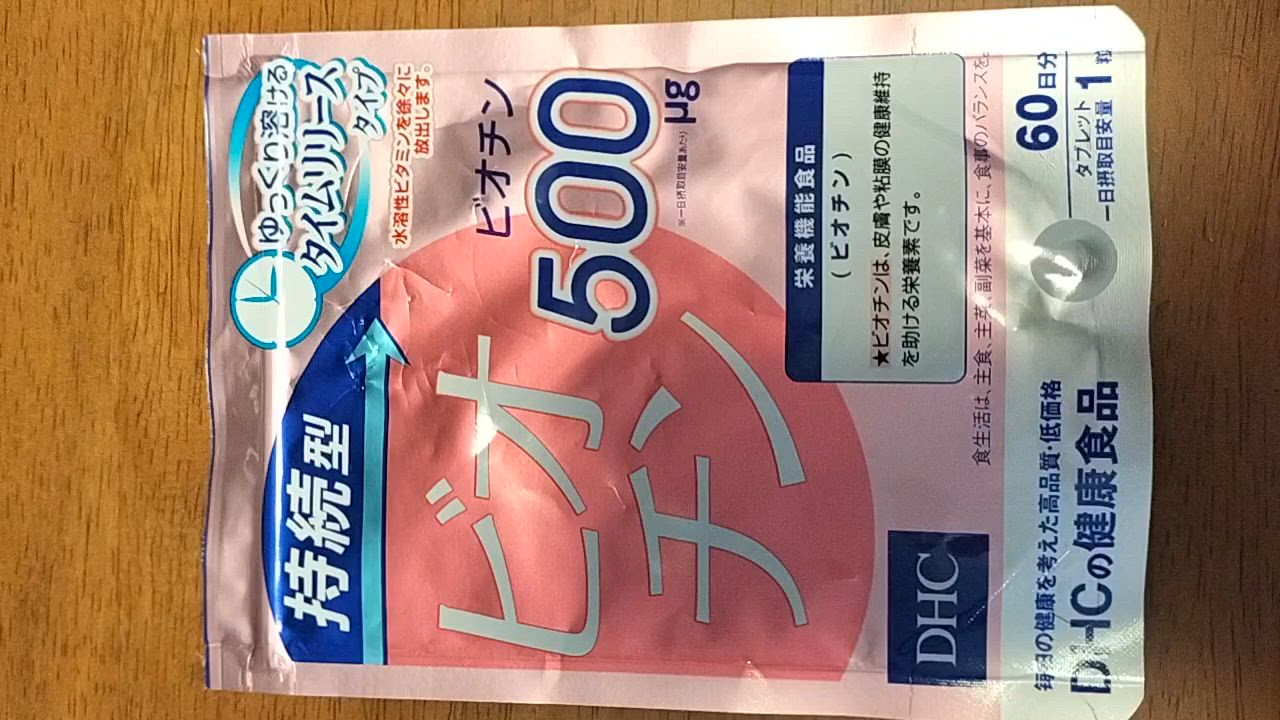 持続型
ゆっくり溶ける
タイムリリース
タイプ
水溶性ビタミンを徐々に
放出します。
ビオ
チン
ビオチン
500
μg
※一日摂取目安量あたり
栄養機能食品
(ビオチン)
★ビオチンは、皮膚や粘膜の健康維持
を助ける栄養素です。
DHC
食生活は、主食、主菜、副菜を基本に、食事のバランスを。
毎日の健康を考えた高品質・低価格
DHCの健康食品
60日分
タブレット
一日摂取目安量 1粒